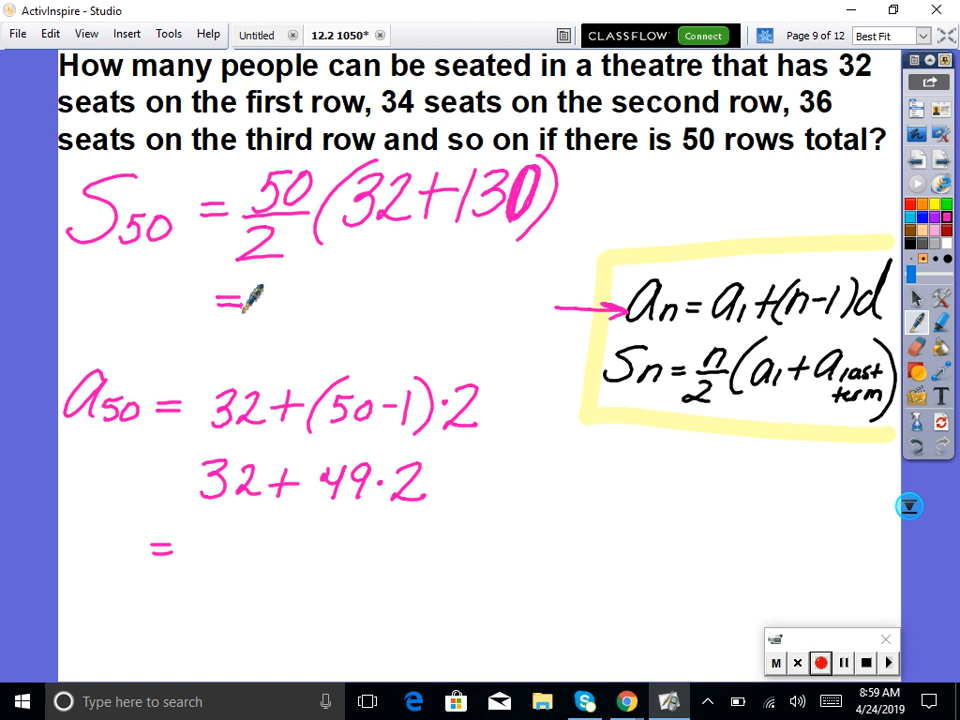 ActivInspire - Studio
File Edit View Insert Tools Help Untitled 12.2 1050* CLASSFLOW Connect Page 9 of 12 Best Fit
How many people can be seated in a theatre that has 32
seats on the first row, 34 seats on the second row, 36
seats on the third row and so on if there is 50 rows total?
S₅₀ = 50/2 (32+130)
=
aₙ = a₁+(n-1)d
Sₙ = n/2 (a₁+a last term)
a₅₀ = 32+(50-1)·2
32+ 49·2
=
M
Type here to search
8:59 AM
4/24/2019